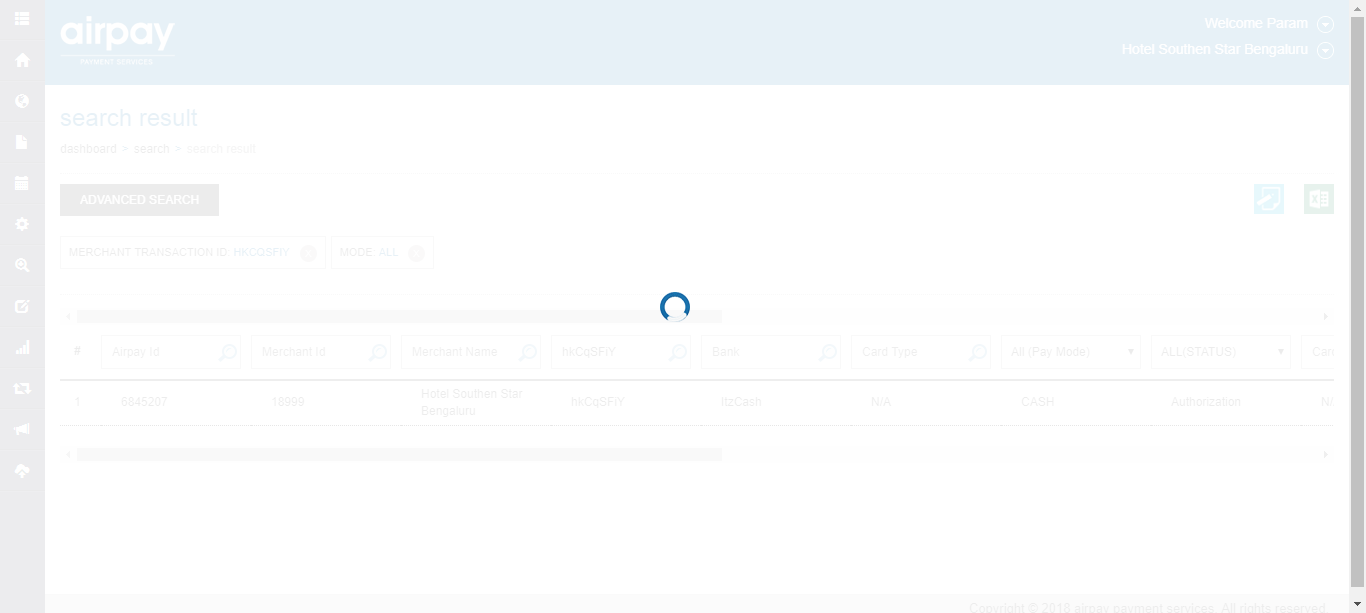 airpay
PAYMENT SERVICES
Welcome Param
Hotel Southen Star Bengaluru
search result
dashboard > search > search result
ADVANCED SEARCH
MERCHANT TRANSACTION ID: HKCQSFIY
MODE: ALL
# Airpay Id Merchant Id Merchant Name hkCqSFiY Bank Card Type All (Pay Mode) ALL(STATUS) Card
1 6845297 18999 Hotel Southen Star Bengaluru hkCqSFiY ItzCash N/A CASH Authorization N/
Copyright © 2018 airpay payment services. All rights reserved.